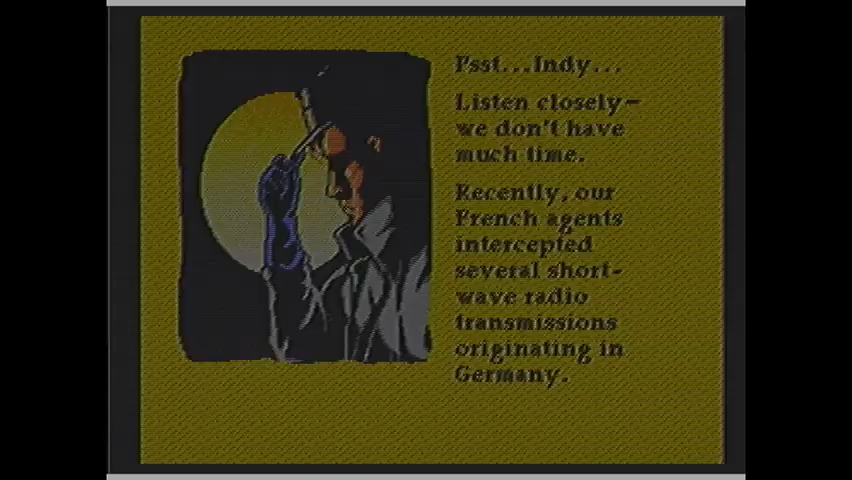 Psst...Indy...
Listen closely—
we don't have
much time.
Recently, our
French agents
intercepted
several short-
wave radio
transmissions
originating in
Germany.